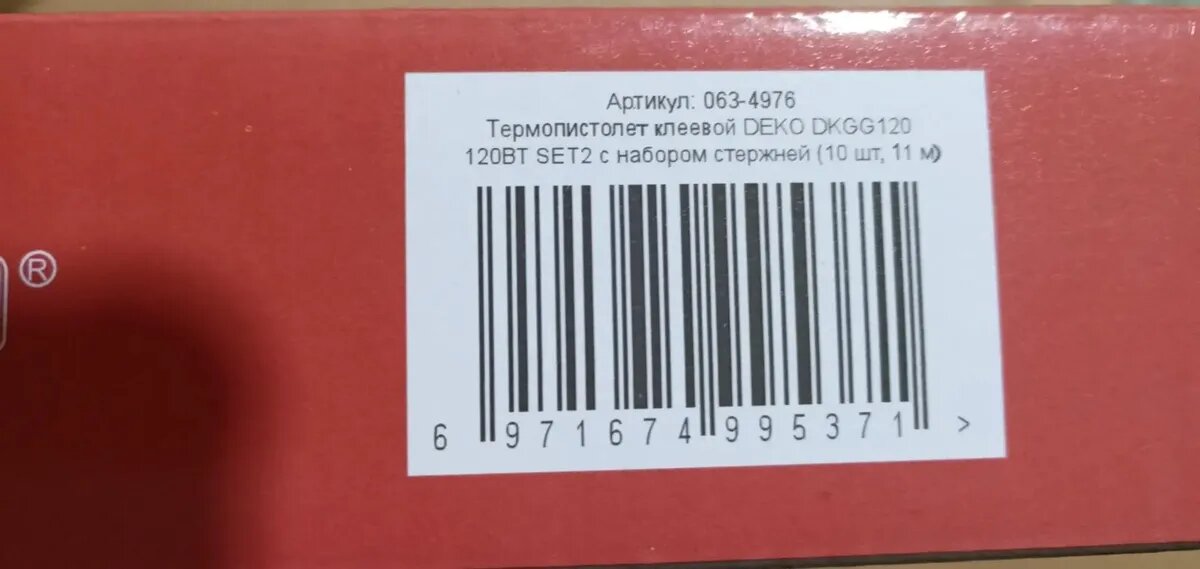 Артикул: 063-4976
Термопистолет клеевой DEKO DKGG120
120ВТ SET2 с набором стержней (10 шт, 11 м)
6 971674 995371 >
®